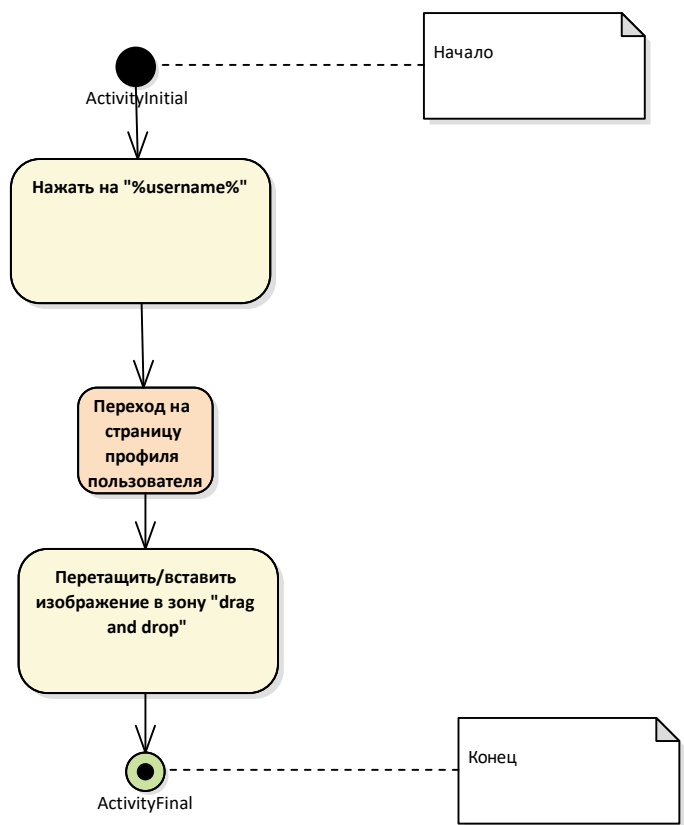 Начало
ActivityInitial
Нажать на "%username%"
Переход на
страницу
профиля
пользователя
Перетащить/вставить
изображение в зону "drag
and drop"
Конец
ActivityFinal